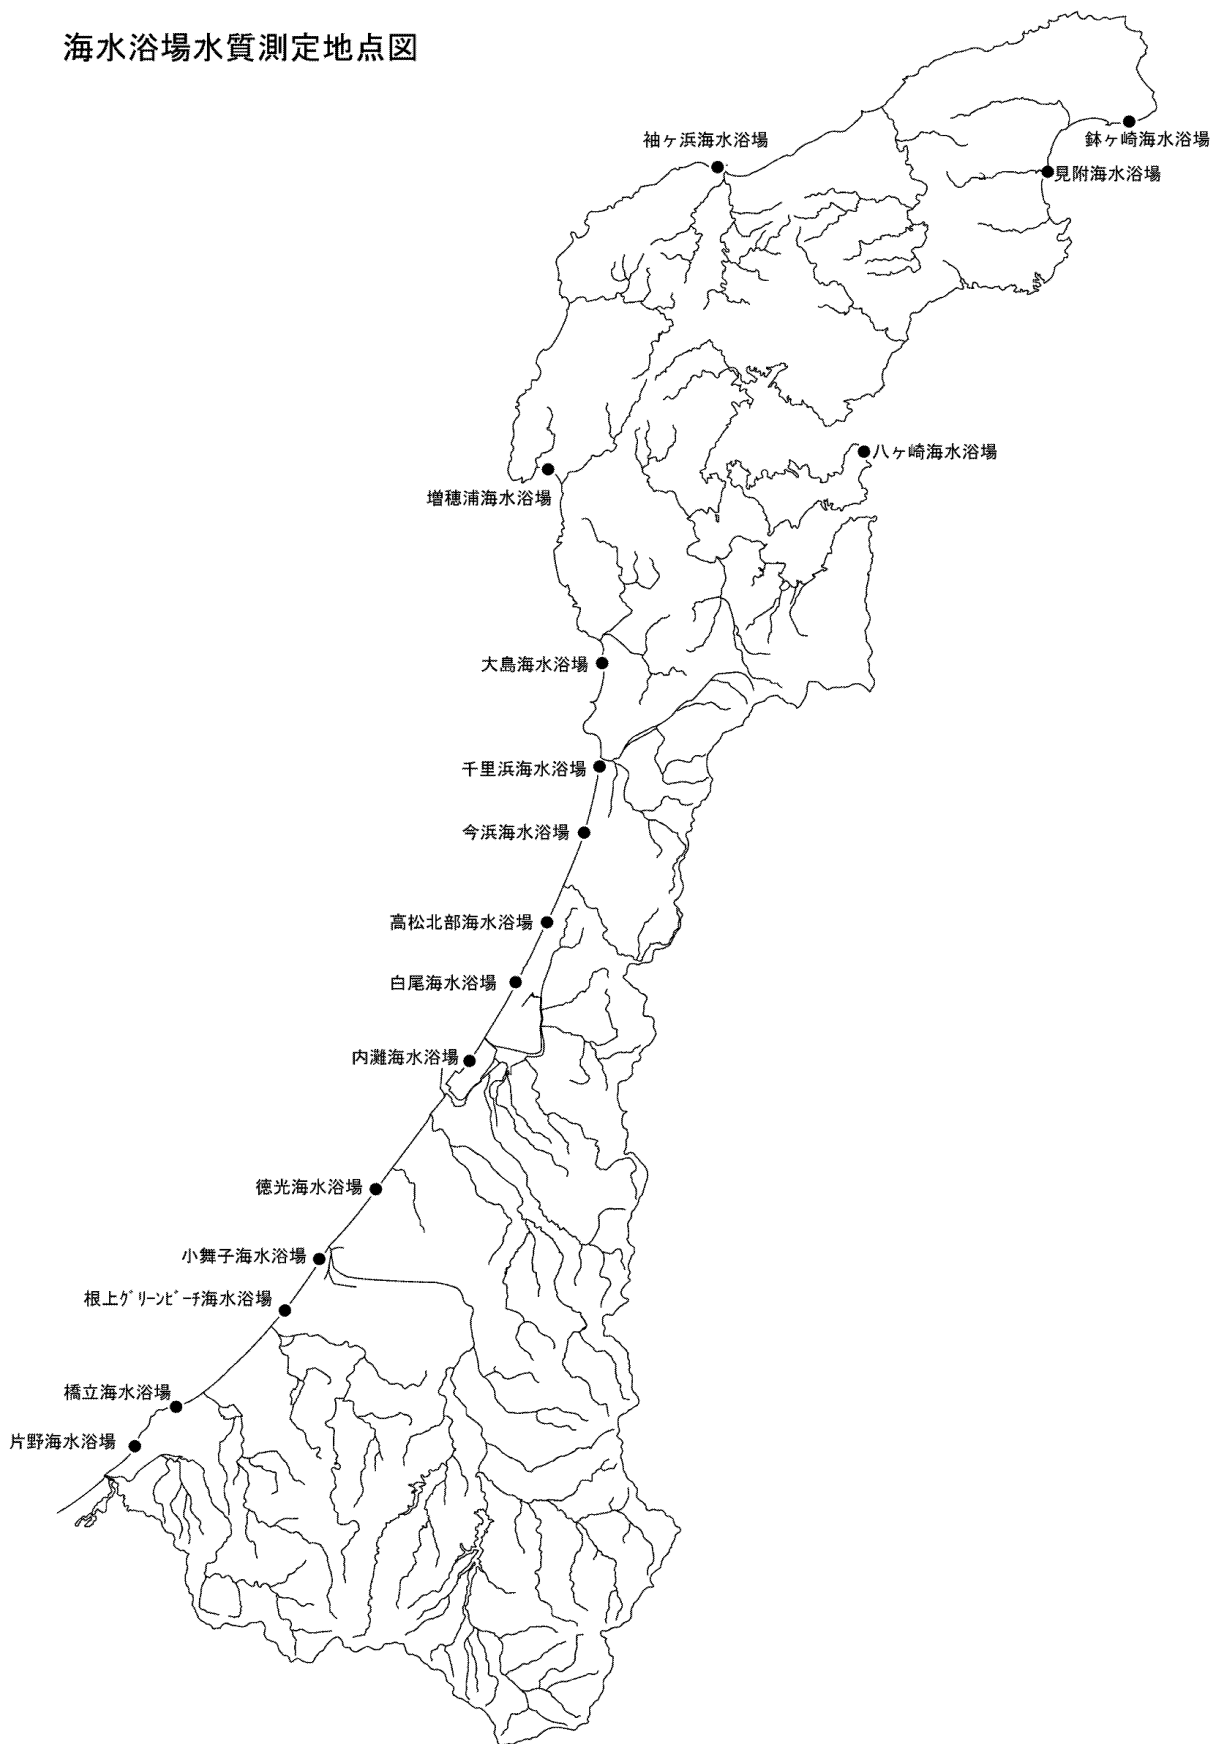 海水浴場水質測定地点図
袖ヶ浜海水浴場
鉢ヶ崎海水浴場
見附海水浴場
八ヶ崎海水浴場
増穂浦海水浴場
大島海水浴場
千里浜海水浴場
今浜海水浴場
高松北部海水浴場
白尾海水浴場
内灘海水浴場
徳光海水浴場
小舞子海水浴場
根上ｸﾞﾘｰﾝﾋﾞｰﾁ海水浴場
橋立海水浴場
片野海水浴場